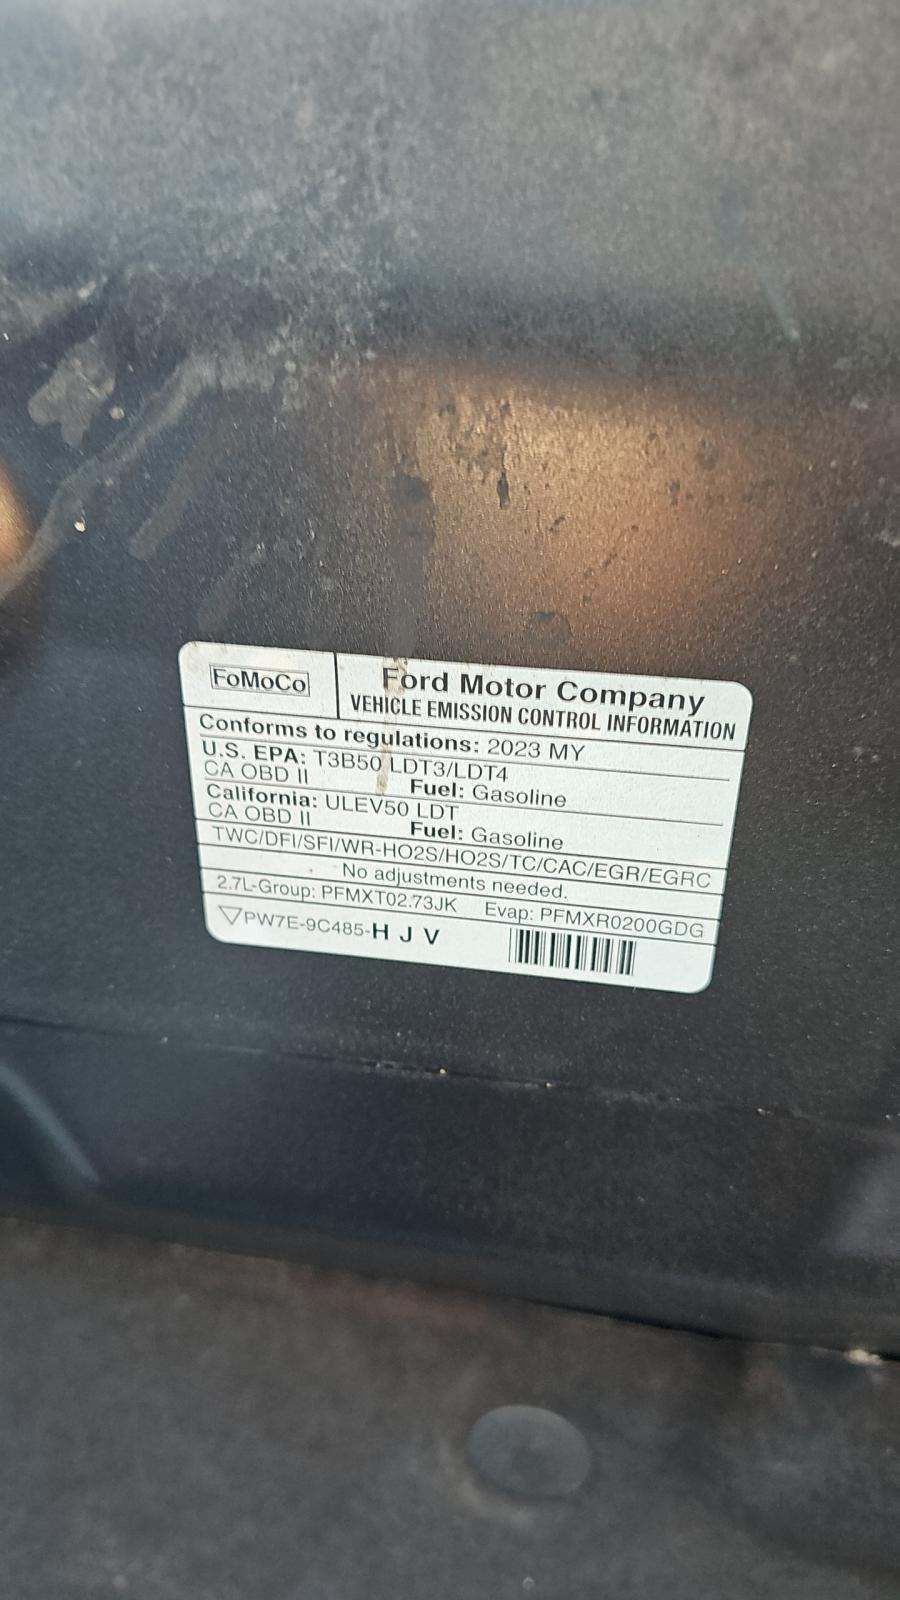 FoMoCo
Ford Motor Company
VEHICLE EMISSION CONTROL INFORMATION
Conforms to regulations: 2023 MY
U.S. EPA: T3B50 LDT3/LDT4
CA OBD II Fuel: Gasoline
California: ULEV50 LDT
CA OBD II Fuel: Gasoline
TWC/DFI/SFI/WR-HO2S/HO2S/TC/CAC/EGR/EGRC
No adjustments needed.
2.7L-Group: PFMXT02.73JK Evap: PFMXR0200GDG
PW7E-9C485-H J V